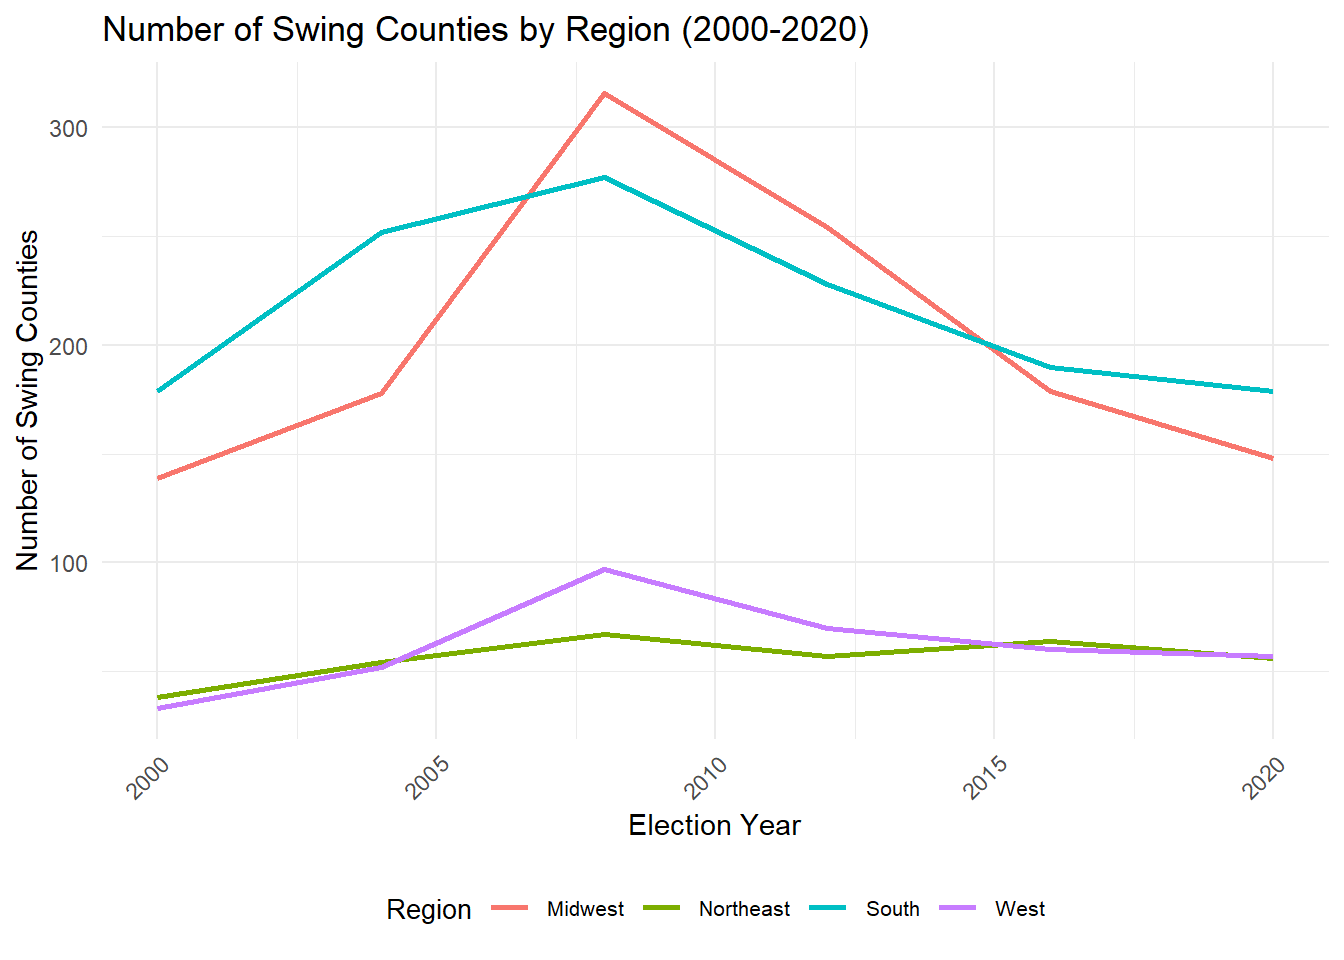 Number of Swing Counties by Region (2000-2020)
Number of Swing Counties
300
200
100
2000
2005
2010
2015
2020
Election Year
Region Midwest Northeast South West